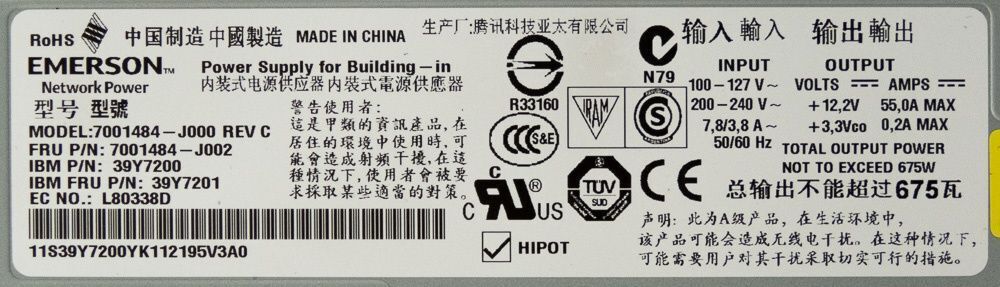 RoHS 中国制造 中國製造 MADE IN CHINA
生产厂:腾讯科技亚太有限公司
EMERSON™
Network Power
Power Supply for Building-in
内装式电源供应器 內裝式電源供應器
型号 型號
MODEL:7001484-J000 REV C
FRU P/N: 7001484-J002
IBM P/N: 39Y7200
IBM FRU P/N: 39Y7201
EC NO.: L80338D
11S39Y7200YK112195V3A0
警告使用者:
這是甲類的資訊產品,在
居住的環境中使用時,可
能會造成射頻干擾,在這
種情況下,使用者會被要
求採取某些適當的對策。
R33160
N79
IRAM
S
CCC S&E
C UL® US
C
TÜV
SUD
CE
HIPOT
输入 輸入 输出 輸出
INPUT OUTPUT
100-127 V~ VOLTS ⎓ AMPS ⎓
200-240 V~ +12,2V 55,0A MAX
7,8/3,8 A~ +3,3Vco 0,2A MAX
50/60 Hz
TOTAL OUTPUT POWER
NOT TO EXCEED 675W
总输出不能超过675瓦
声明: 此为A级产品,在生活环境中,
该产品可能会造成无线电干扰。在这种情况下,
可能需要用户对其干扰采取切实可行的措施。